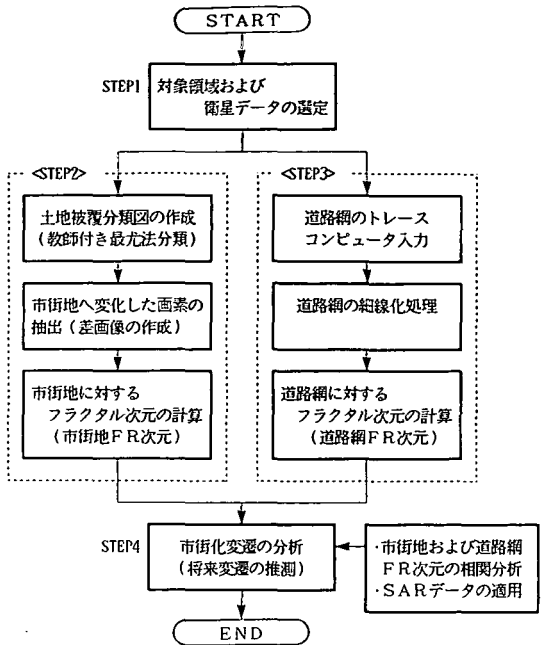 START
STEP1
対象領域および
衛星データの選定
<STEP2>
土地被覆分類図の作成
(教師付き最尤法分類)
市街地へ変化した画素の
抽出(差画像の作成)
市街地に対する
フラクタル次元の計算
(市街地FR次元)
<STEP3>
道路網のトレース
コンピュータ入力
道路網の細線化処理
道路網に対する
フラクタル次元の計算
(道路網FR次元)
STEP4
市街化変遷の分析
(将来変遷の推測)
・市街地および道路網
FR次元の相関分析
・SARデータの適用
END